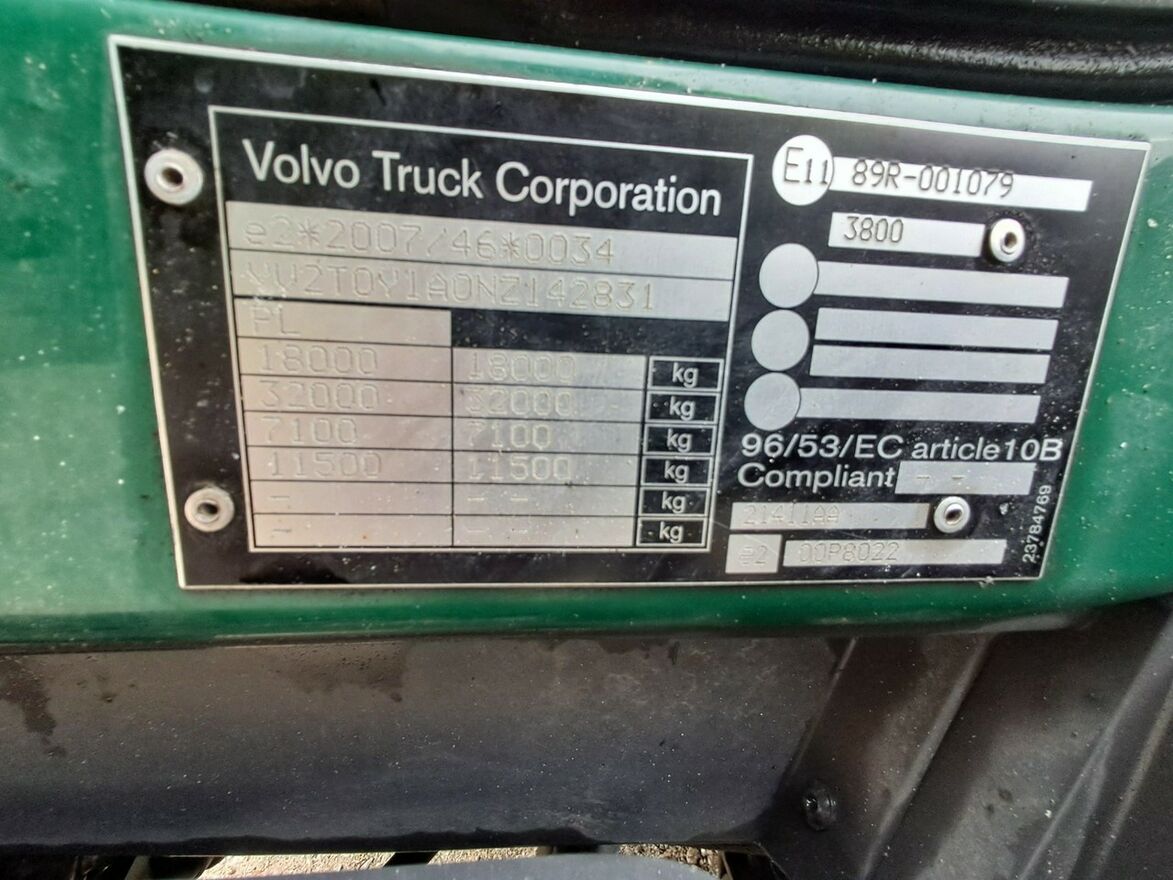 Volvo Truck Corporation
e2*2007/46*0034
YV2T0Y1A0NZ142831
PL
18000 18000 kg
32000 32000 kg
7100 7100 kg
11500 11500 kg
- - - kg
- - - kg
E11 89R-001079
3800
96/53/EC article10B
Compliant - -
21411AA
e2 00P8022
23784769